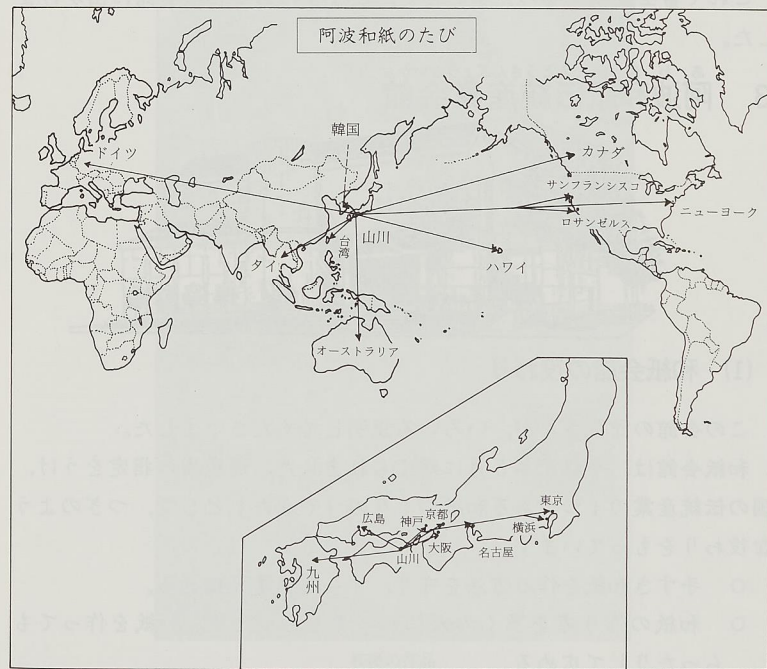 阿波和紙のたび
韓国
ドイツ
カナダ
サンフランシスコ
ニューヨーク
ロサンゼルス
山川
台湾
タイ
ハワイ
オーストラリア
東京
広島
神戸
京都
横浜
大阪
山川
名古屋
九州